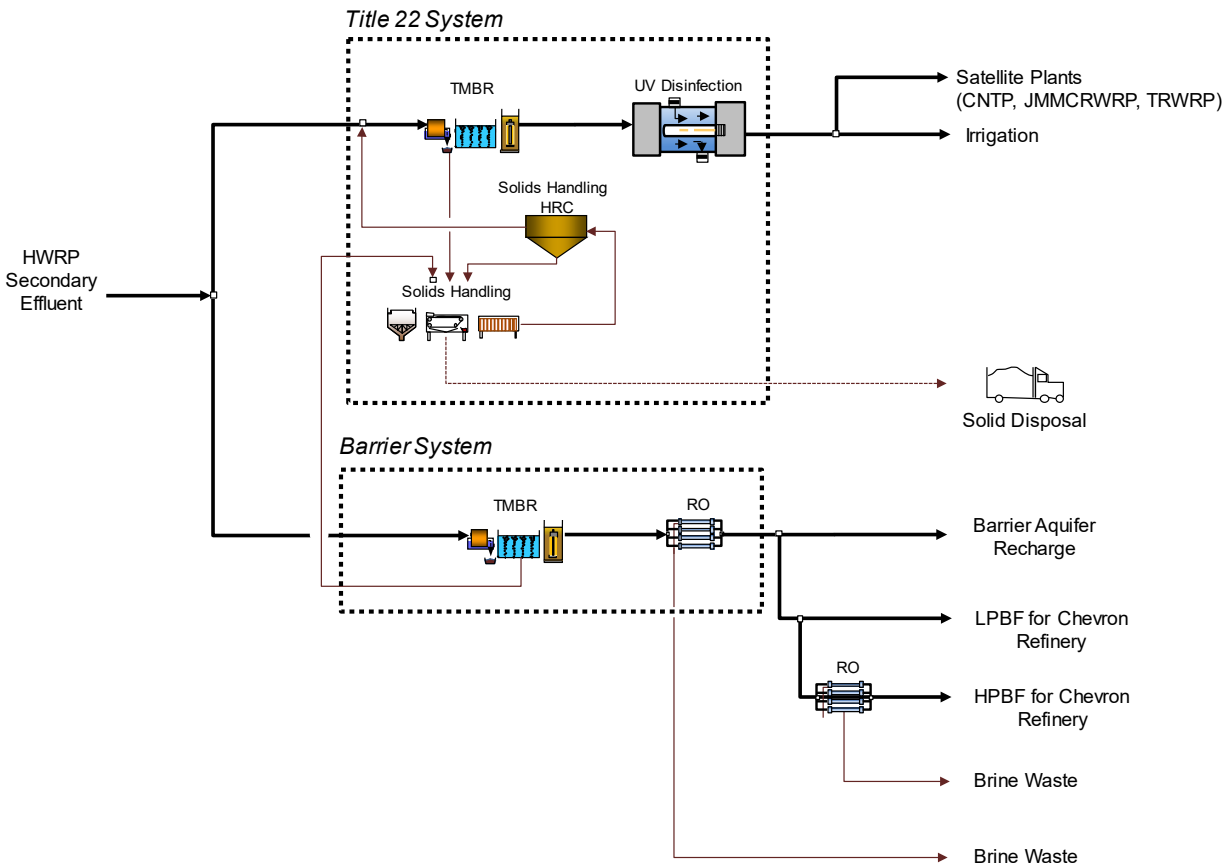 Title 22 System
TMBR
UV Disinfection
Satellite Plants
(CNTP, JMMCRWRP, TRWRP)
Irrigation
Solids Handling
HRC
HWRP
Secondary
Effluent
Solids Handling
Solid Disposal
Barrier System
TMBR
RO
Barrier Aquifer
Recharge
LPBF for Chevron
Refinery
RO
HPBF for Chevron
Refinery
Brine Waste
Brine Waste